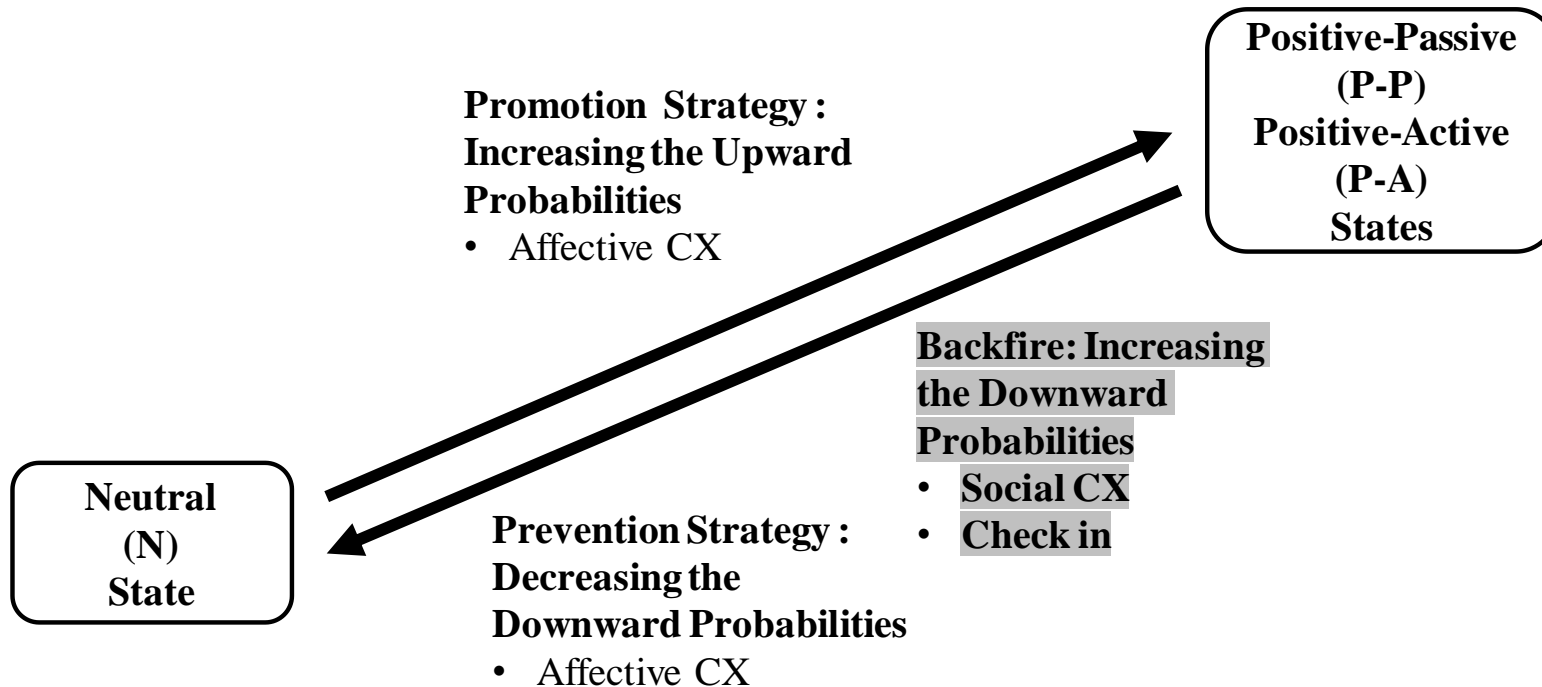 Positive-Passive
(P-P)
Positive-Active
(P-A)
States
Promotion Strategy :
Increasing the Upward
Probabilities
• Affective CX
Backfire: Increasing
the Downward
Probabilities
• Social CX
• Check in
Neutral
(N)
State
Prevention Strategy :
Decreasing the
Downward Probabilities
• Affective CX